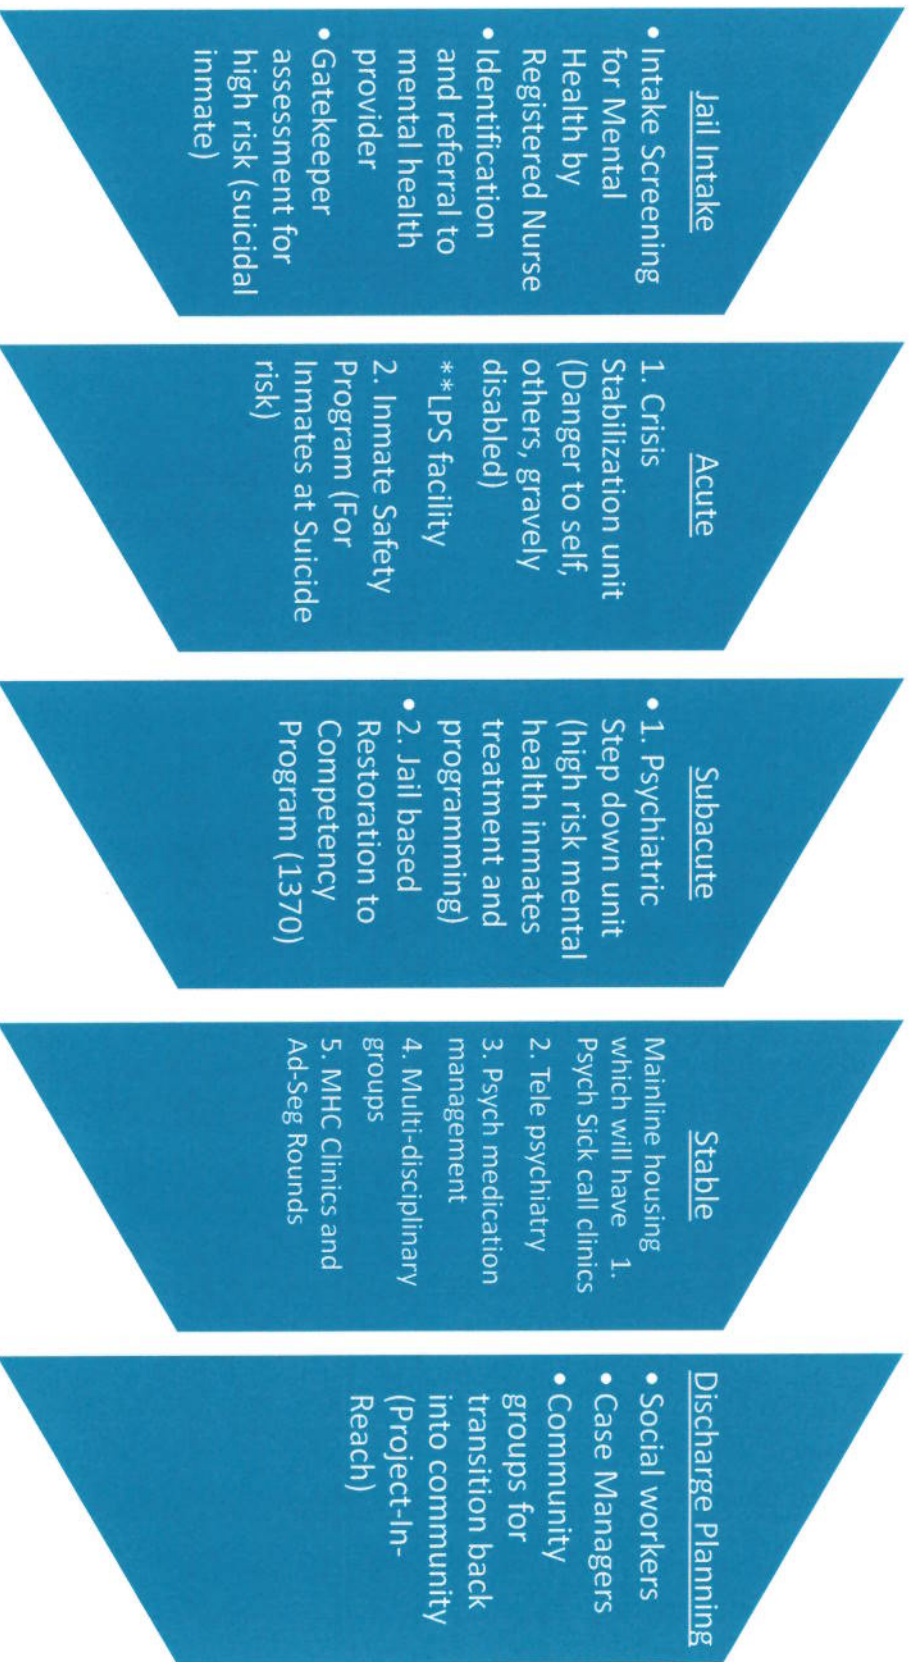 Jail Intake
• Intake Screening
for Mental
Health by
Registered Nurse
• Identification
and referral to
mental health
provider
• Gatekeeper
assessment for
high risk (suicidal
inmate)
Acute
1. Crisis
Stabilization unit
(Danger to self,
others, gravely
disabled)
**LPS facility
2. Inmate Safety
Program (For
Inmates at Suicide
risk)
Subacute
• 1. Psychiatric
Step down unit
(high risk mental
health inmates
treatment and
programming)
• 2. Jail based
Restoration to
Competency
Program (1370)
Stable
Mainline housing
which will have 1.
Psych Sick call clinics
2. Tele psychiatry
3. Psych medication
management
4. Multi-disciplinary
groups
5. MHC Clinics and
Ad-Seg Rounds
Discharge Planning
• Social workers
• Case Managers
• Community
groups for
transition back
into community
(Project-In-
Reach)